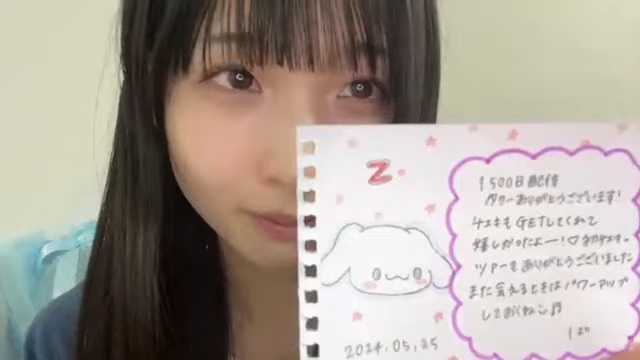 Z
1500日配信
タワーありがとうございます!
チェキもGETしてくれて
嬉しかったよー!♡
ツアーもありがとうございました
また会えるときはパワーアップ
しておくねっ♬
2024.05.25